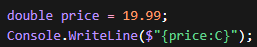 double price = 19.99;
Console.WriteLine($"{price:C}");